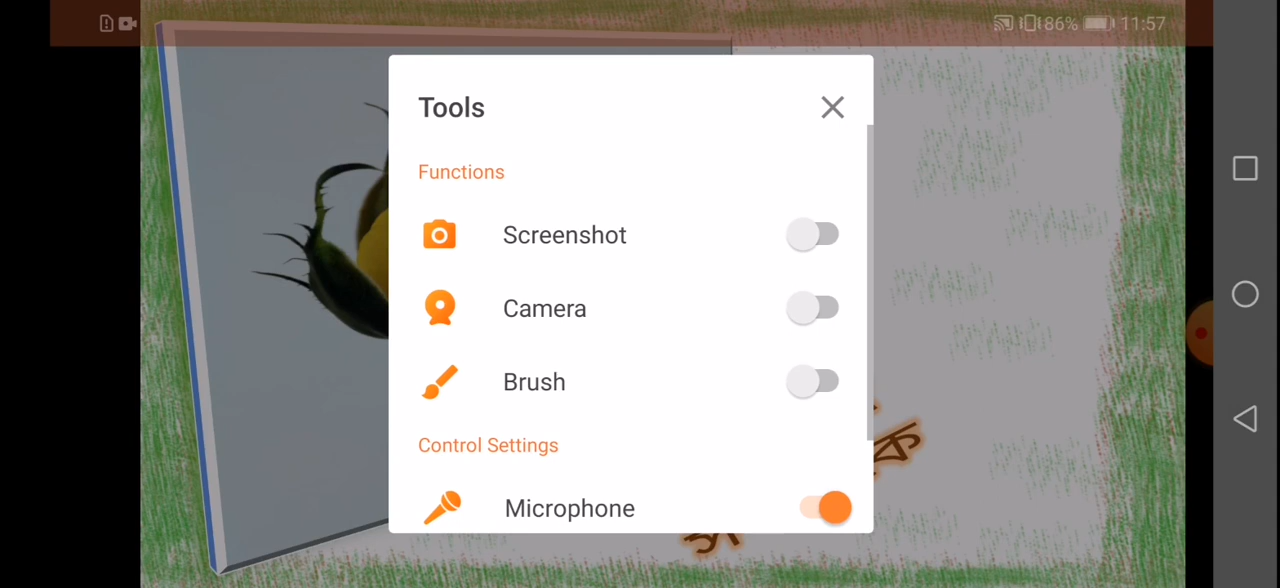 86% 11:57
Tools
Functions
Screenshot
Camera
Brush
Control Settings
Microphone